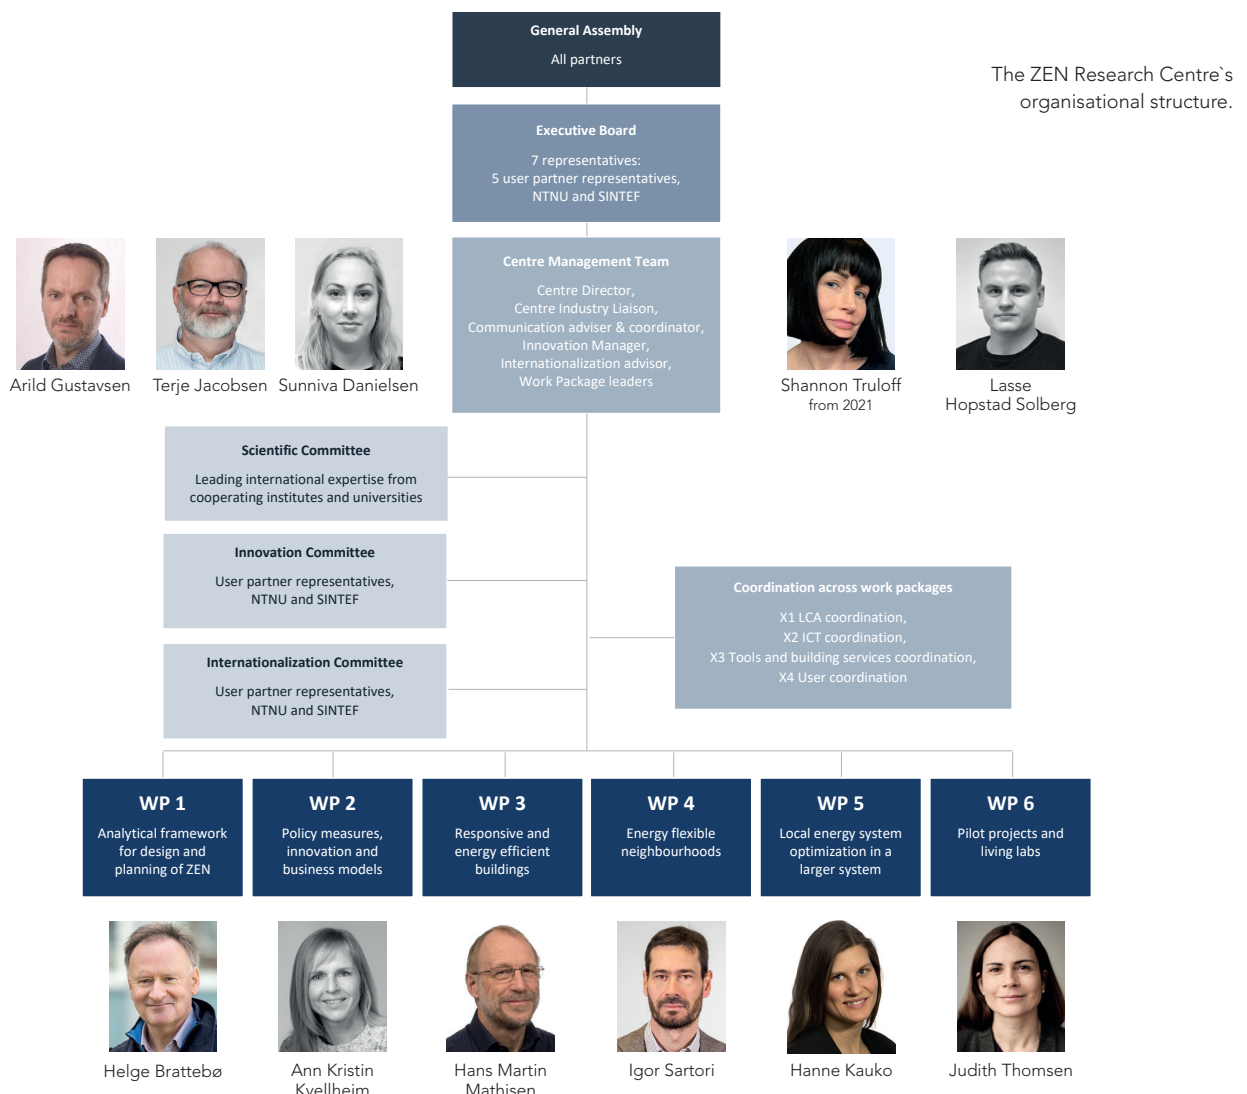 General Assembly
All partners
The ZEN Research Centre`s
organisational structure.
Executive Board
7 representatives:
5 user partner representatives,
NTNU and SINTEF
Centre Management Team
Centre Director,
Centre Industry Liaison,
Communication adviser & coordinator,
Innovation Manager,
Internationalization advisor,
Work Package leaders
Arild Gustavsen
Terje Jacobsen
Sunniva Danielsen
Shannon Truloff
from 2021
Lasse
Hopstad Solberg
Scientific Committee
Leading international expertise from
cooperating institutes and universities
Innovation Committee
User partner representatives,
NTNU and SINTEF
Internationalization Committee
User partner representatives,
NTNU and SINTEF
Coordination across work packages
X1 LCA coordination,
X2 ICT coordination,
X3 Tools and building services coordination,
X4 User coordination
WP 1
Analytical framework
for design and
planning of ZEN
WP 2
Policy measures,
innovation and
business models
WP 3
Responsive and
energy efficient
buildings
WP 4
Energy flexible
neighbourhoods
WP 5
Local energy system
optimization in a
larger system
WP 6
Pilot projects and
living labs
Helge Brattebø
Ann Kristin
Kvellheim
Hans Martin
Mathisen
Igor Sartori
Hanne Kauko
Judith Thomsen